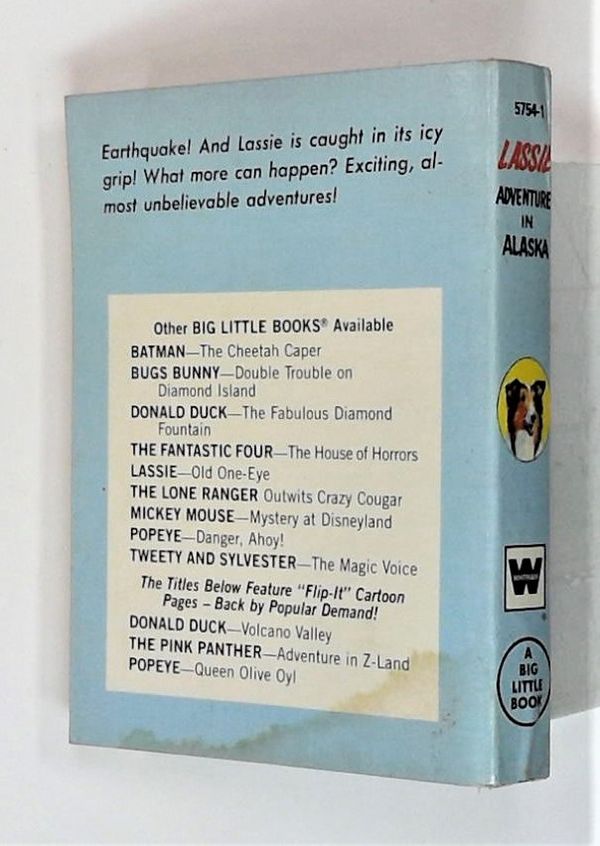 Earthquake! And Lassie is caught in its icy
grip! What more can happen? Exciting, al-
most unbelievable adventures!
Other BIG LITTLE BOOKS® Available
BATMAN—The Cheetah Caper
BUGS BUNNY—Double Trouble on
Diamond Island
DONALD DUCK—The Fabulous Diamond
Fountain
THE FANTASTIC FOUR—The House of Horrors
LASSIE—Old One-Eye
THE LONE RANGER Outwits Crazy Cougar
MICKEY MOUSE—Mystery at Disneyland
POPEYE—Danger, Ahoy!
TWEETY AND SYLVESTER—The Magic Voice
The Titles Below Feature "Flip-It" Cartoon
Pages – Back by Popular Demand!
DONALD DUCK—Volcano Valley
THE PINK PANTHER—Adventure in Z-Land
POPEYE—Queen Olive Oyl
5754-1
LASSIE
ADVENTURE
IN
ALASKA
W
WHITMAN
A
BIG
LITTLE
BOOK